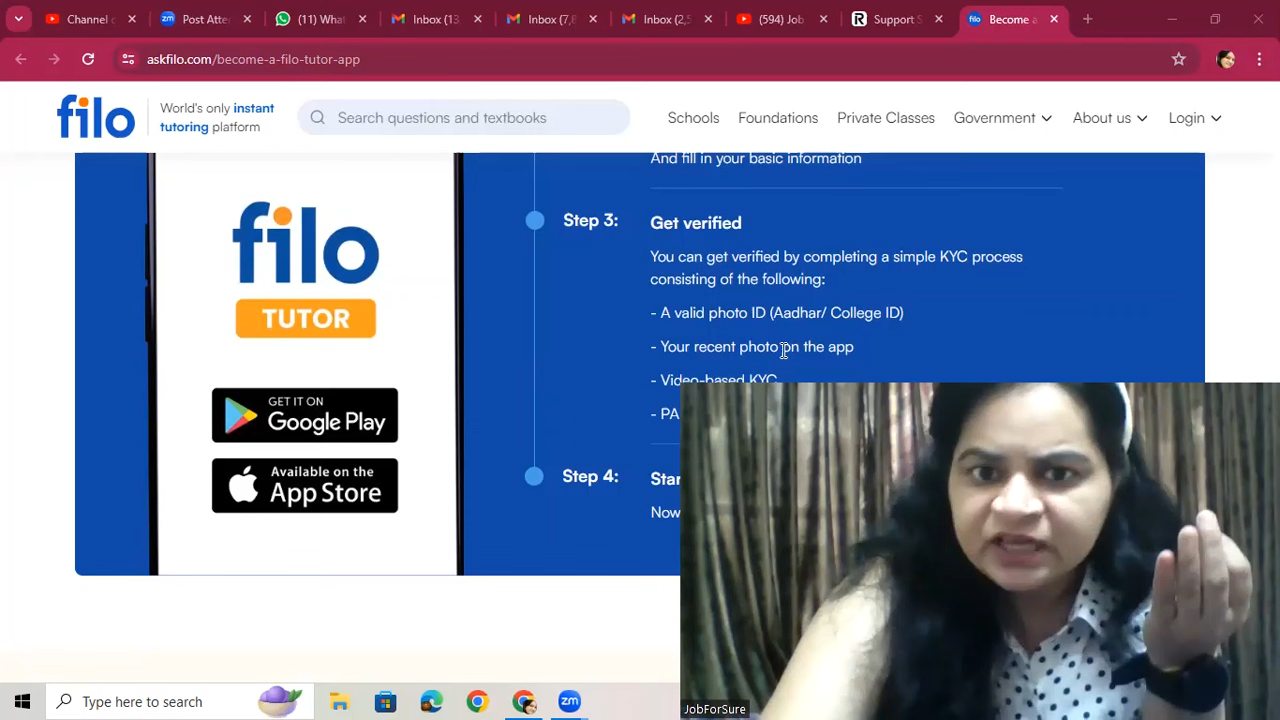 Channel c
Post Atte
(11) Wha
Inbox (13
Inbox (7,8
Inbox (2,5
(594) Job
Support S
Become a
askfilo.com/become-a-filo-tutor-app
filo
World's only instant
tutoring platform
Search questions and textbooks
Schools
Foundations
Private Classes
Government
About us
Login
And fill in your basic information
Step 3:
Get verified
You can get verified by completing a simple KYC process
consisting of the following:
- A valid photo ID (Aadhar/ College ID)
- Your recent photo on the app
- Video-based KYC
- PA
Step 4:
Star
Now
filo
TUTOR
GET IT ON
Google Play
Available on the
App Store
Type here to search
JobForSure